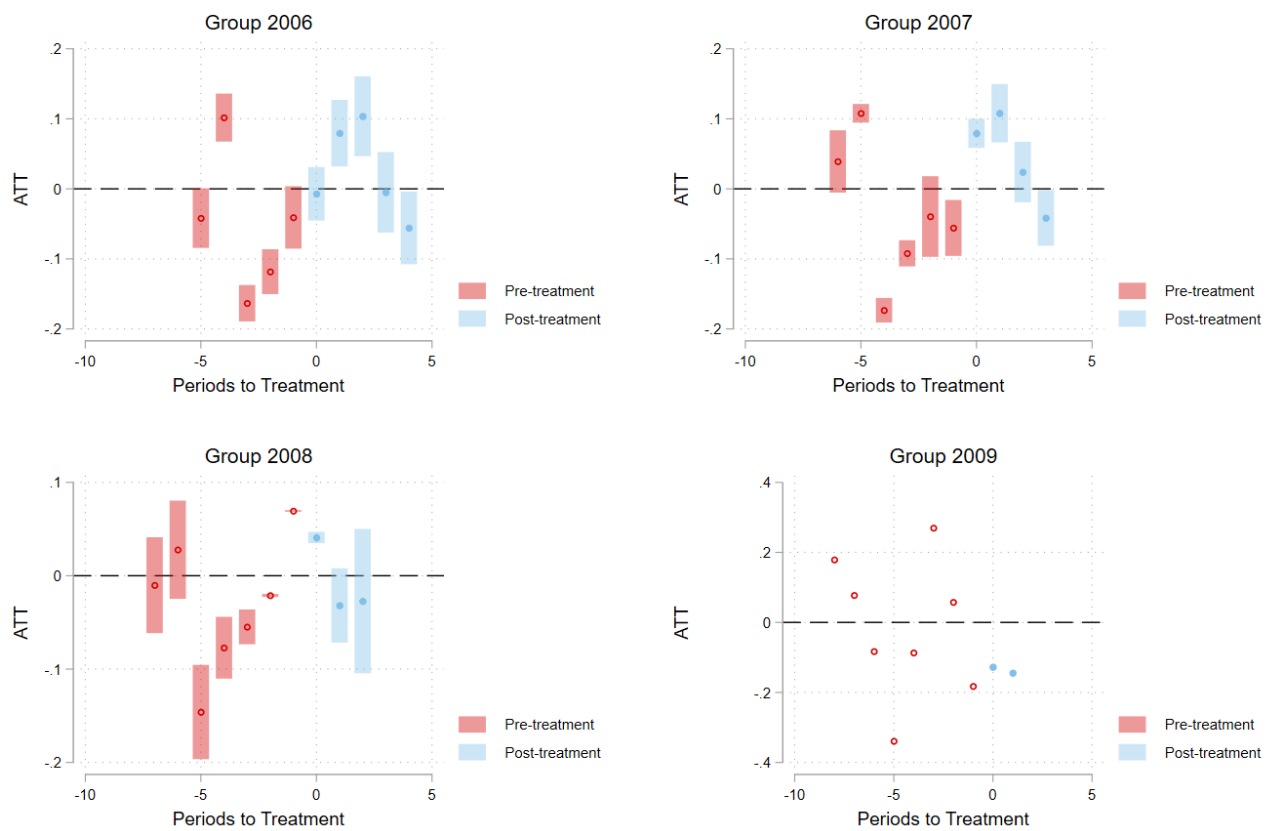 Group 2006
.2
.1
0
-.1
-.2
ATT
-10
-5
0
5
Periods to Treatment
Pre-treatment
Post-treatment
Group 2007
.2
.1
0
-.1
-.2
ATT
-10
-5
0
5
Periods to Treatment
Pre-treatment
Post-treatment
Group 2008
.1
0
-.1
-.2
ATT
-10
-5
0
5
Periods to Treatment
Pre-treatment
Post-treatment
Group 2009
.4
.2
0
-.2
-.4
ATT
-10
-5
0
5
Periods to Treatment
Pre-treatment
Post-treatment